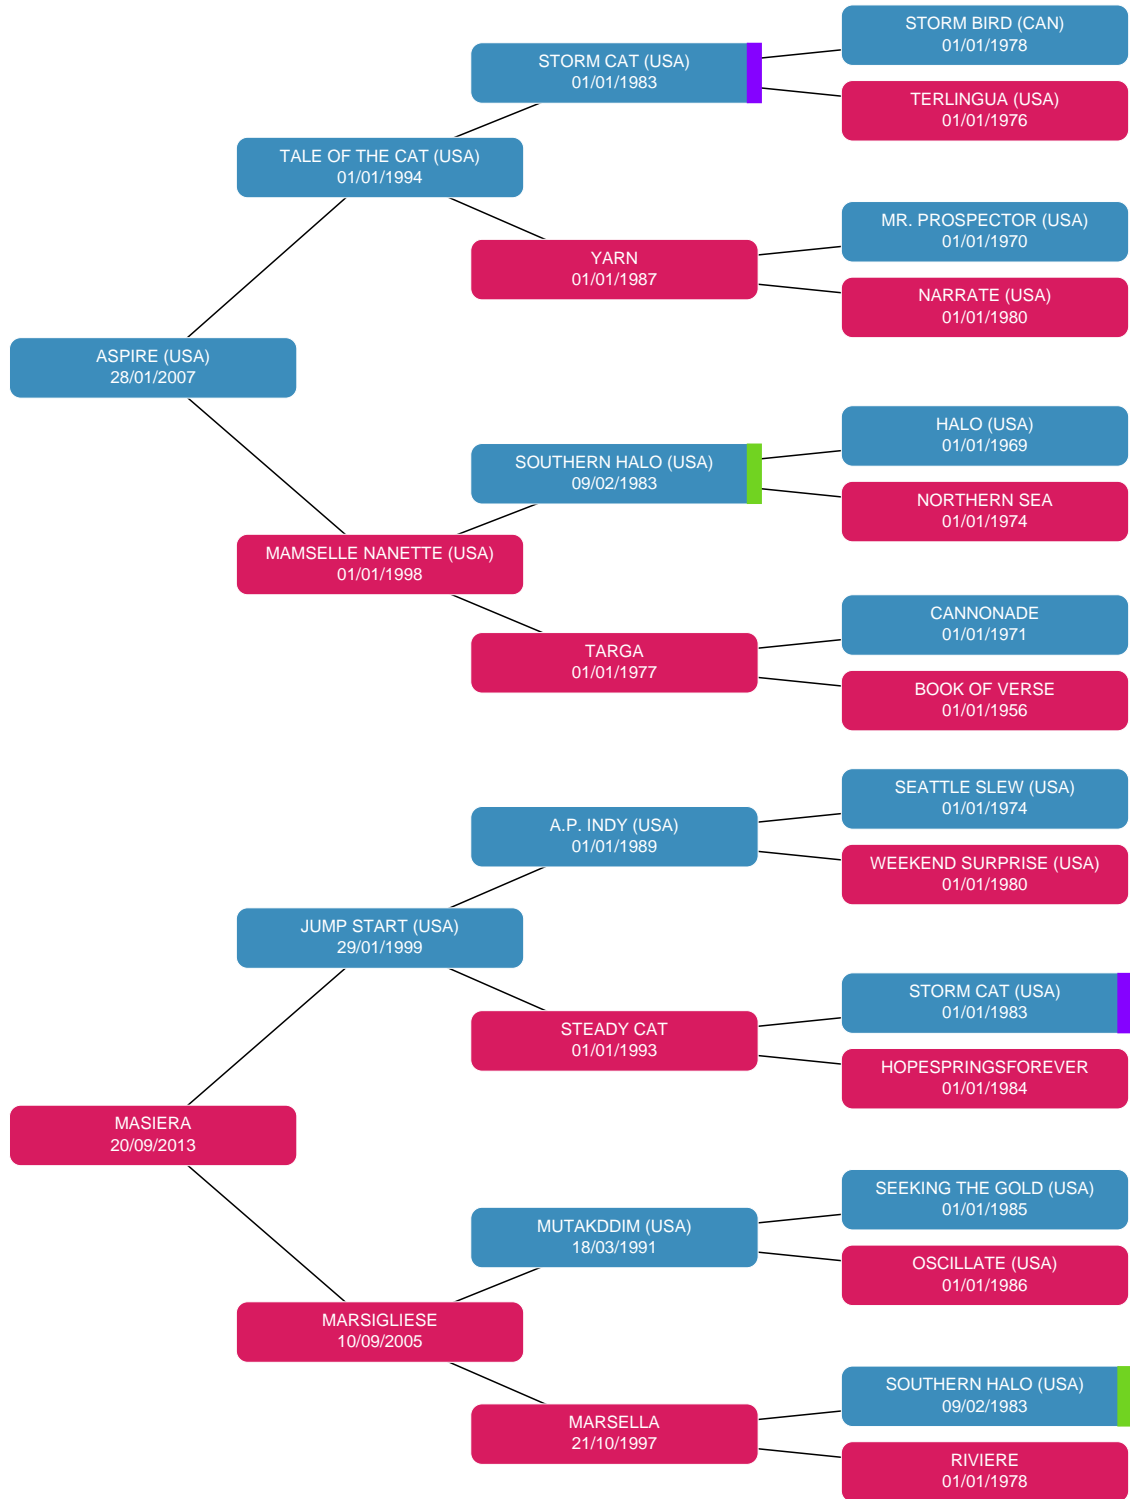 STORM BIRD (CAN)
01/01/1978
STORM CAT (USA)
01/01/1983
TERLINGUA (USA)
01/01/1976
TALE OF THE CAT (USA)
01/01/1994
MR. PROSPECTOR (USA)
01/01/1970
YARN
01/01/1987
NARRATE (USA)
01/01/1980
ASPIRE (USA)
28/01/2007
HALO (USA)
01/01/1969
SOUTHERN HALO (USA)
09/02/1983
NORTHERN SEA
01/01/1974
MAMSELLE NANETTE (USA)
01/01/1998
CANNONADE
01/01/1971
TARGA
01/01/1977
BOOK OF VERSE
01/01/1956
SEATTLE SLEW (USA)
01/01/1974
A.P. INDY (USA)
01/01/1989
WEEKEND SURPRISE (USA)
01/01/1980
JUMP START (USA)
29/01/1999
STORM CAT (USA)
01/01/1983
STEADY CAT
01/01/1993
HOPESPRINGSFOREVER
01/01/1984
MASIERA
20/09/2013
SEEKING THE GOLD (USA)
01/01/1985
MUTAKDDIM (USA)
18/03/1991
OSCILLATE (USA)
01/01/1986
MARSIGLIESE
10/09/2005
SOUTHERN HALO (USA)
09/02/1983
MARSELLA
21/10/1997
RIVIERE
01/01/1978